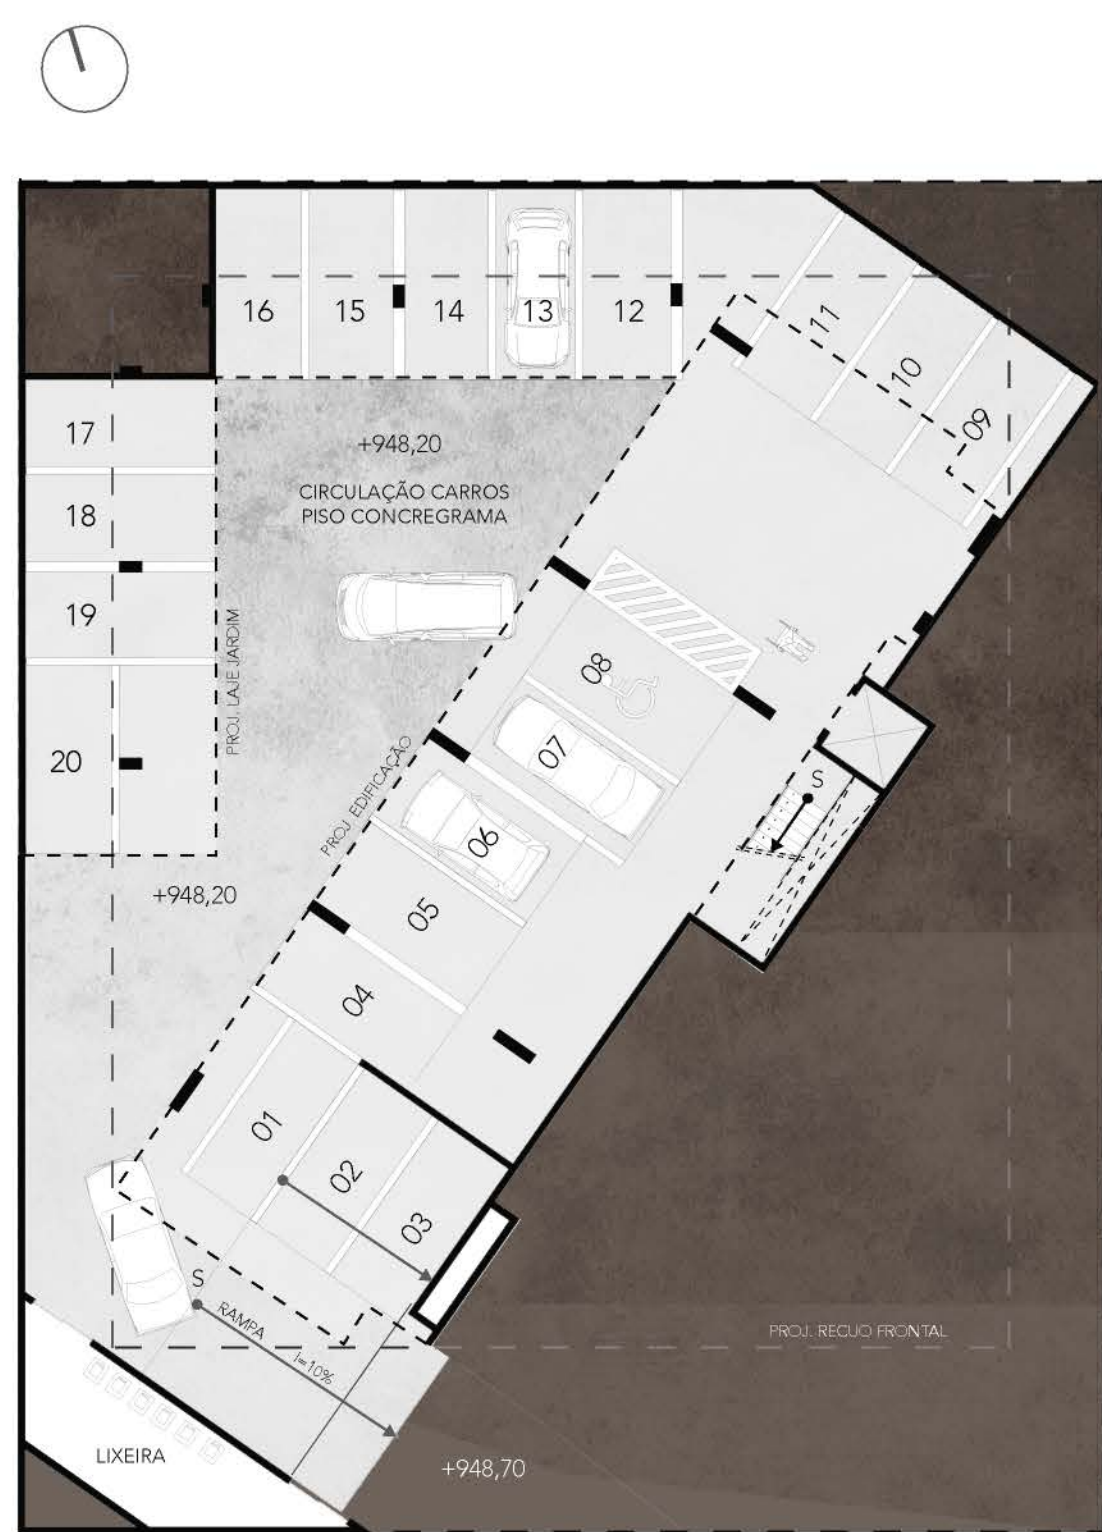 16
15
14
13
12
11
10
09
17
18
19
20
+948,20
CIRCULAÇÃO CARROS
PISO CONCREGRAMA
PROJ. LAJE JARDIM
PROJ. EDIFICAÇÃO
08
07
06
05
04
S
+948,20
01
02
03
S
RAMPA
i=10%
PROJ. RECUO FRONTAL
LIXEIRA
+948,70